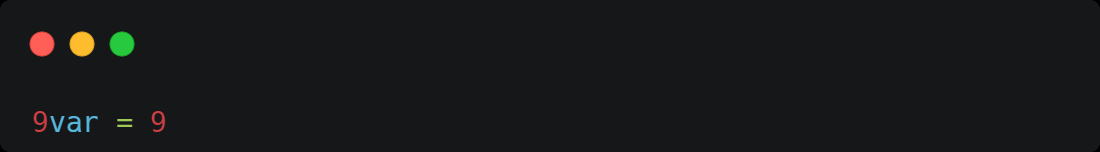 9var = 9